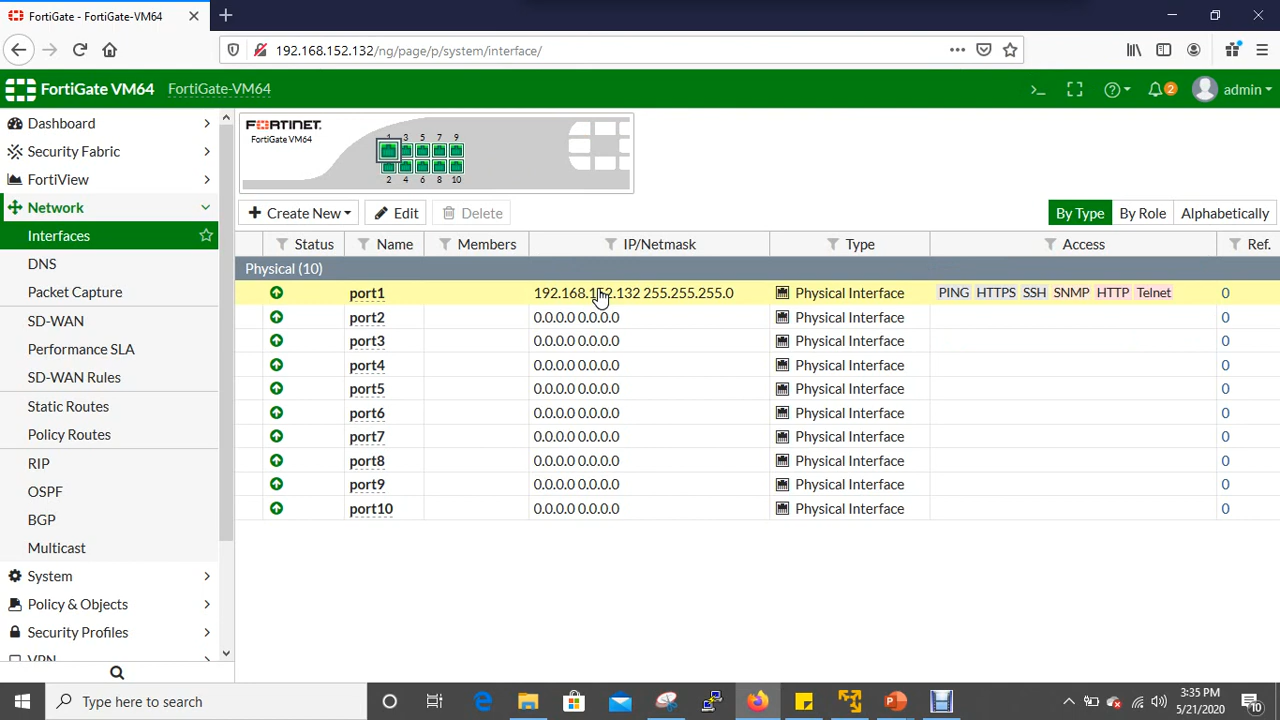 FortiGate - FortiGate-VM64
192.168.152.132/ng/page/p/system/interface/
FortiGate VM64 FortiGate-VM64
2 admin
Dashboard
Security Fabric
FortiView
Network
Interfaces
DNS
Packet Capture
SD-WAN
Performance SLA
SD-WAN Rules
Static Routes
Policy Routes
RIP
OSPF
BGP
Multicast
System
Policy & Objects
Security Profiles
VPN
FORTINET
FortiGate VM64
1 3 5 7 9
2 4 6 8 10
Create New Edit Delete By Type By Role Alphabetically
Status Name Members IP/Netmask Type Access Ref.
Physical (10)
port1 192.168.152.132 255.255.255.0 Physical Interface PING HTTPS SSH SNMP HTTP Telnet 0
port2 0.0.0.0 0.0.0.0 Physical Interface 0
port3 0.0.0.0 0.0.0.0 Physical Interface 0
port4 0.0.0.0 0.0.0.0 Physical Interface 0
port5 0.0.0.0 0.0.0.0 Physical Interface 0
port6 0.0.0.0 0.0.0.0 Physical Interface 0
port7 0.0.0.0 0.0.0.0 Physical Interface 0
port8 0.0.0.0 0.0.0.0 Physical Interface 0
port9 0.0.0.0 0.0.0.0 Physical Interface 0
port10 0.0.0.0 0.0.0.0 Physical Interface 0
Type here to search
3:35 PM
5/21/2020
10